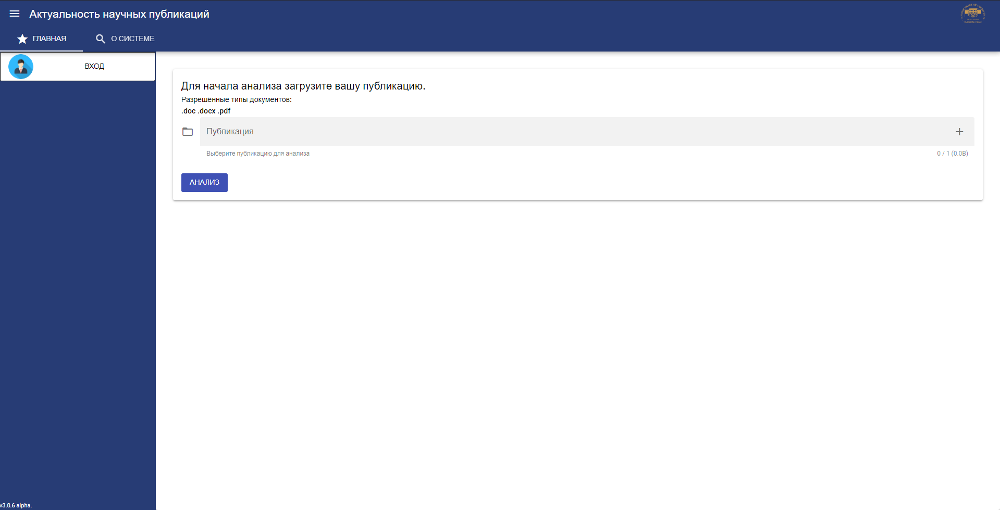 Актуальность научных публикаций
ГЛАВНАЯ
О СИСТЕМЕ
ВХОД
Для начала анализа загрузите вашу публикацию.
Разрешённые типы документов:
.doc .docx .pdf
Публикация
Выберите публикацию для анализа
0 / 1 (0.0B)
АНАЛИЗ
v3.0.6 alpha.